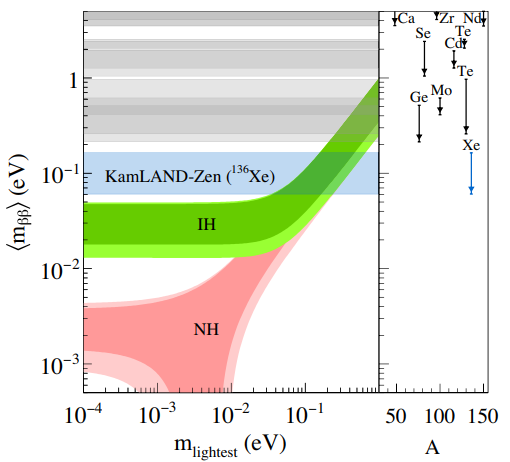 Ca Zr Nd
Se Te
Cd
Te
Ge Mo
Xe
1
10⁻¹
10⁻²
10⁻³
⟨m_ββ⟩ (eV)
KamLAND-Zen (¹³⁶Xe)
IH
NH
10⁻⁴ 10⁻³ 10⁻² 10⁻¹ 50 100 150
m_lightest (eV) A